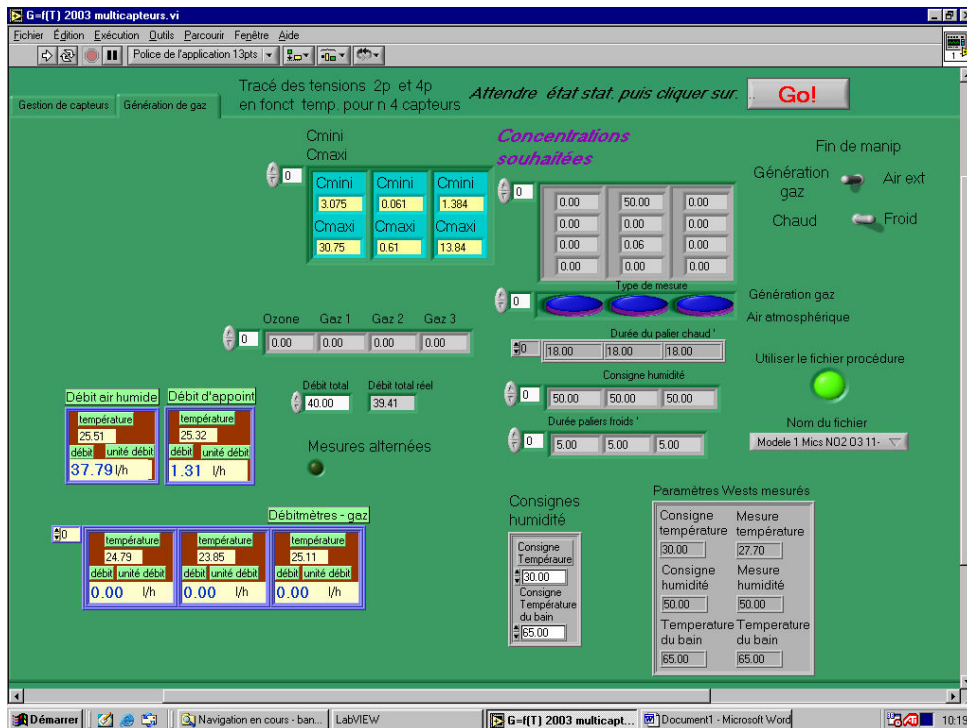 G=f(T) 2003 multicapteurs.vi
Fichier Édition Exécution Outils Parcourir Fenêtre Aide
Police de l'application 13pts
1
Gestion de capteurs
Génération de gaz
Tracé des tensions 2p et 4p
en fonct temp. pour n 4 capteurs
Attendre état stat. puis cliquer sur. ..
Go!
Cmini
Cmaxi
0
Cmini Cmini Cmini
3.075 0.061 1.384
Cmaxi Cmaxi Cmaxi
30.75 0.61 13.84
Concentrations
souhaitées
0
0.00 50.00 0.00
0.00 0.00 0.00
0.00 0.06 0.00
0.00 0.00 0.00
Fin de manip
Génération
gaz
Air ext
Chaud
Froid
Type de mesure
0
Génération gaz
Air atmosphérique
Ozone Gaz 1 Gaz 2 Gaz 3
0
0.00 0.00 0.00 0.00
Durée du palier chaud '
0
18.00 18.00 18.00
Consigne humidité
0
50.00 50.00 50.00
Durée paliers froids '
0
5.00 5.00 5.00
Utiliser le fichier procédure
Nom du fichier
Modele 1 Mics NO2 O3 11-
Débit total
40.00
Débit total réel
39.41
Mesures alternées
Débit air humide
température
25.51
débit unité débit
37.79 l/h
Débit d'appoint
température
25.32
débit unité débit
1.31 l/h
Débitmètres - gaz
0
température température température
24.79 23.85 25.11
débit unité débit débit unité débit débit unité débit
0.00 l/h 0.00 l/h 0.00 l/h
Consignes
humidité
Consigne
Températaure
30.00
Consigne
Température
du bain
65.00
Paramètres Wests mesurés
Consigne Mesure
température température
30.00 27.70
Consigne Mesure
humidité humidité
50.00 50.00
Temperature Temperature
du bain du bain
65.00 65.00
Démarrer
Navigation en cours - ban...
LabVIEW
G=f(T) 2003 multicapt...
Document1 - Microsoft Word
10:19